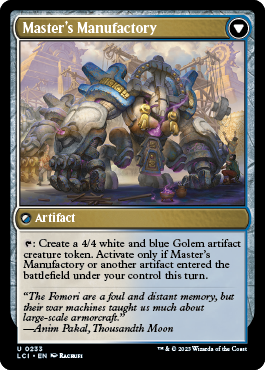 Master's Manufactory
Artifact
: Create a 4/4 white and blue Golem artifact
creature token. Activate only if Master's
Manufactory or another artifact entered the
battlefield under your control this turn.
"The Fomori are a foul and distant memory, but
their war machines taught us much about
large-scale armorcraft."
—Anim Pakal, Thousandth Moon
U 0233
LCI • EN Racrufi
™ & © 2023 Wizards of the Coast